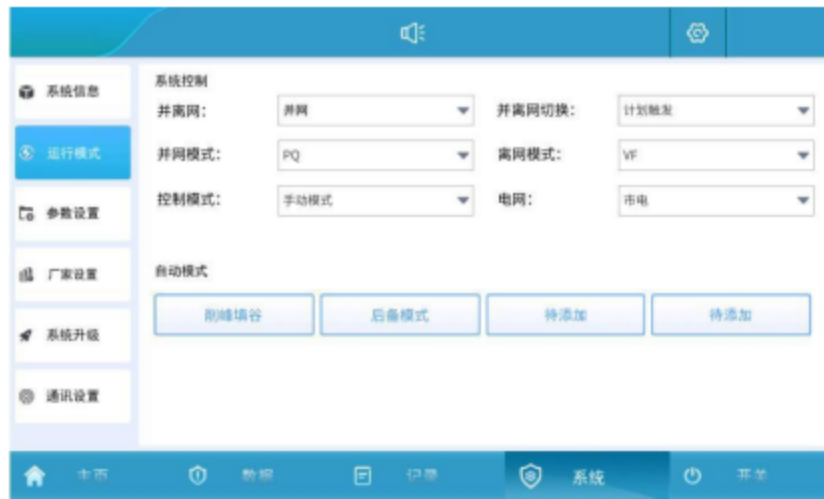 系统信息
运行模式
参数设置
厂家设置
系统升级
通讯设置
系统控制
并离网： 并网 并离网切换： 计划触发
并网模式： PQ 离网模式： VF
控制模式： 手动模式 电网： 市电
自动模式
削峰填谷 后备模式 待添加 待添加
主页 数据 记录 系统 开关